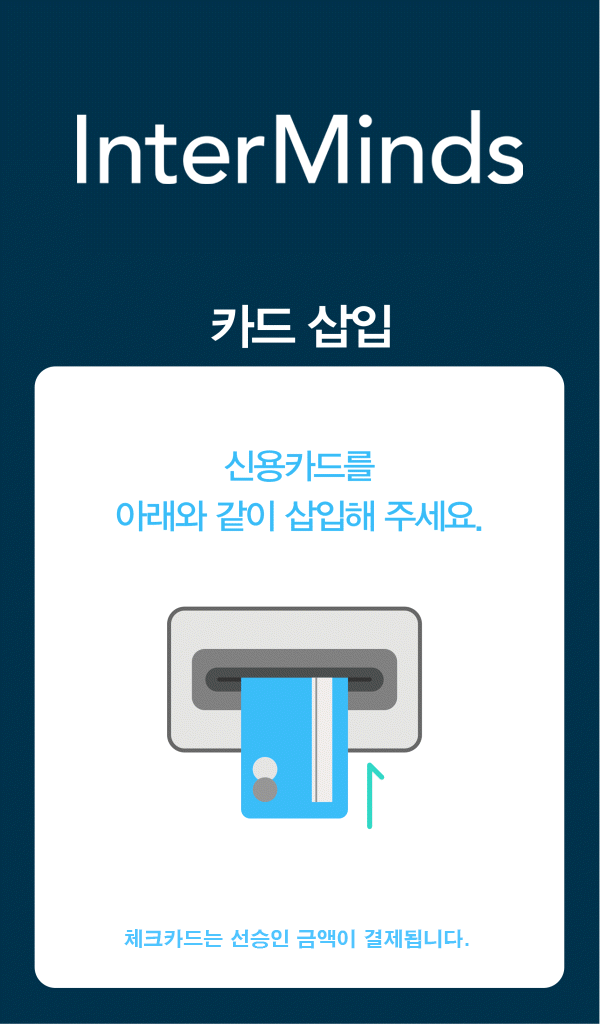 InterMinds
카드 삽입
신용카드를
아래와 같이 삽입해 주세요.
체크카드는 선승인 금액이 결제됩니다.